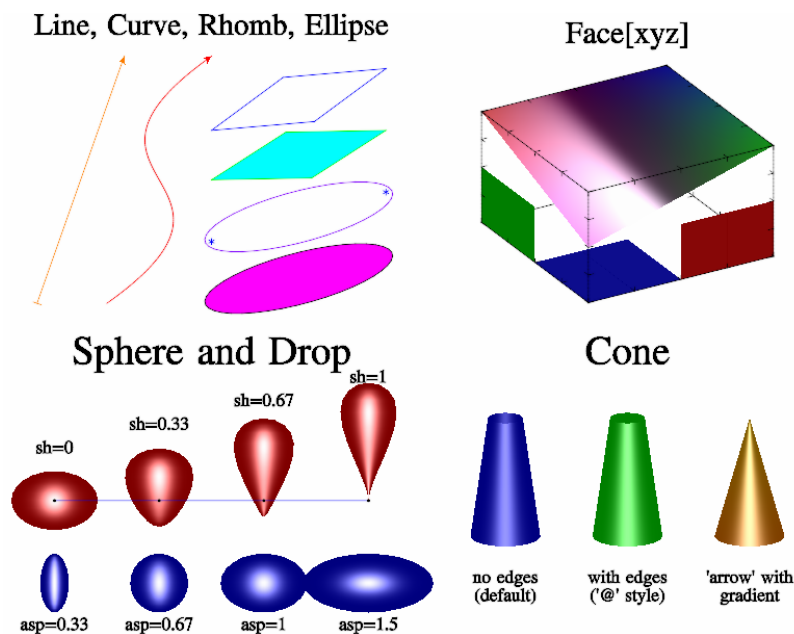 Line, Curve, Rhomb, Ellipse
Face[xyz]
Sphere and Drop
sh=0
sh=0.33
sh=0.67
sh=1
asp=0.33
asp=0.67
asp=1
asp=1.5
Cone
no edges
(default)
with edges
('@' style)
'arrow' with
gradient